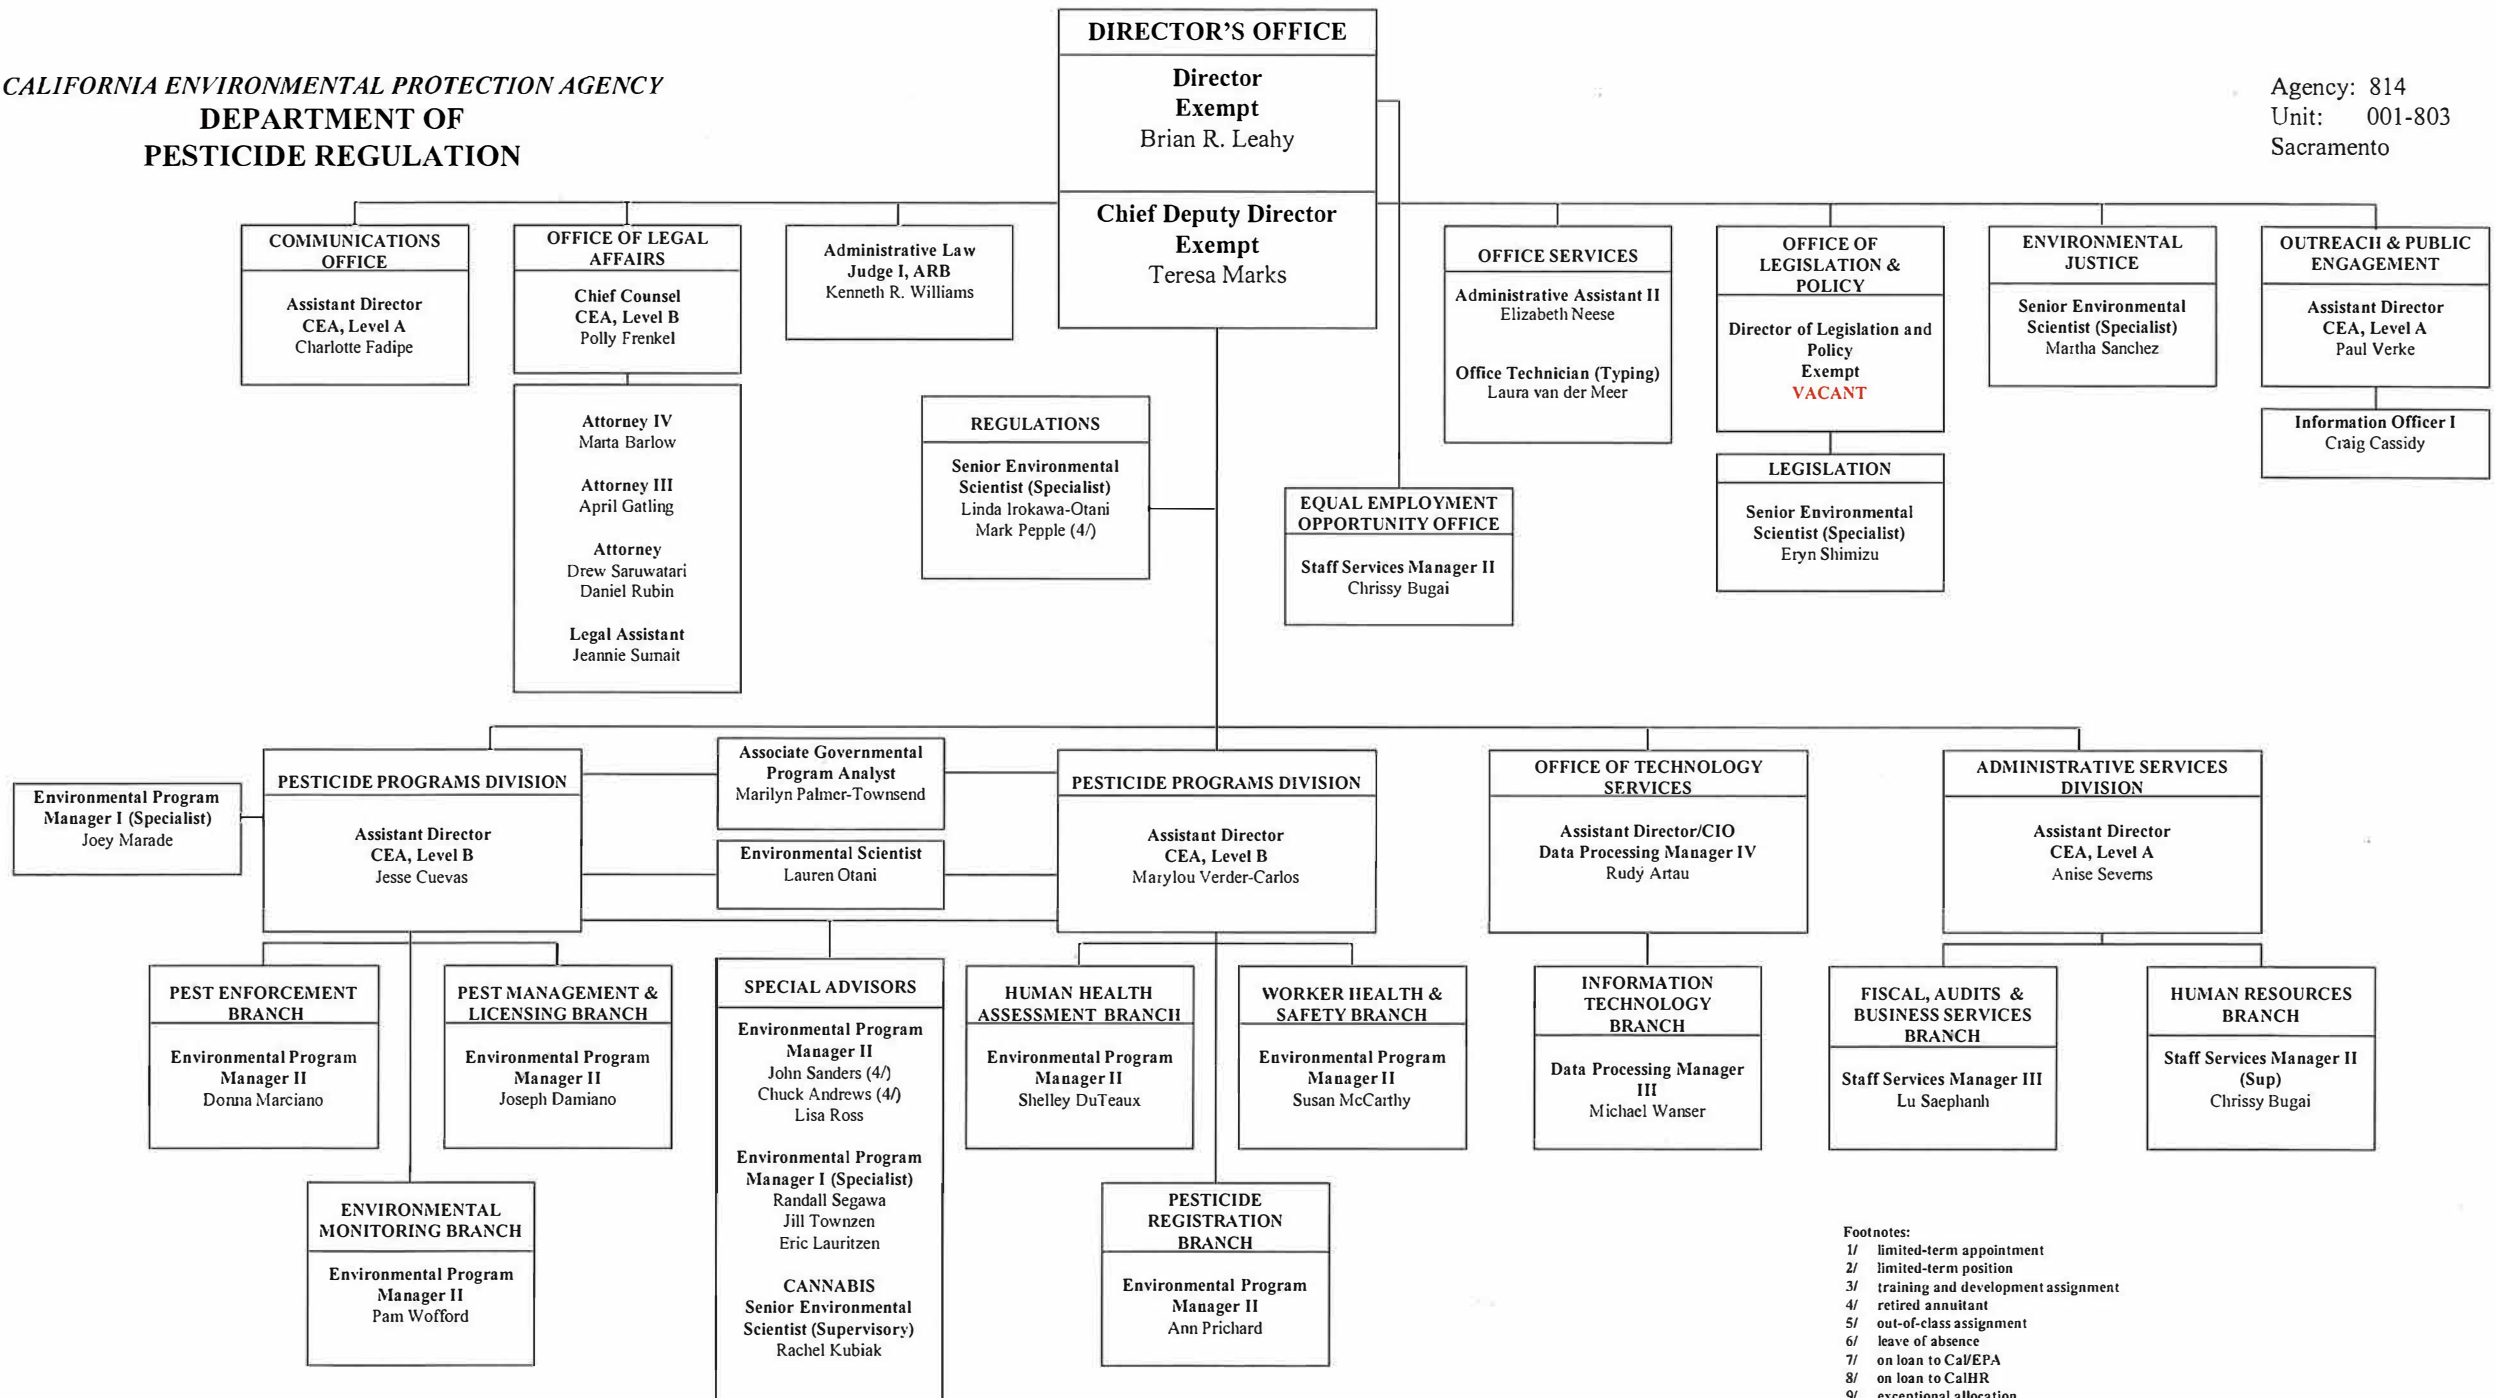 DIRECTOR'S OFFICE
Director
Exempt
Brian R. Leahy
Chief Deputy Director
Exempt
Teresa Marks
CALIFORNIA ENVIRONMENTAL PROTECTION AGENCY
DEPARTMENT OF
PESTICIDE REGULATION
Agency: 814
Unit: 001-803
Sacramento
COMMUNICATIONS
OFFICE
Assistant Director
CEA, Level A
Charlotte Fadipe
OFFICE OF LEGAL
AFFAIRS
Chief Counsel
CEA, Level B
Polly Frenkel
Attorney IV
Marta Barlow
Attorney III
April Gatling
Attorney
Drew Saruwatari
Daniel Rubin
Legal Assistant
Jeannie Sumait
Administrative Law
Judge I, ARB
Kenneth R. Williams
REGULATIONS
Senior Environmental
Scientist (Specialist)
Linda Irokawa-Otani
Mark Pepple (4/)
EQUAL EMPLOYMENT
OPPORTUNITY OFFICE
Staff Services Manager II
Chrissy Bugai
OFFICE SERVICES
Administrative Assistant II
Elizabeth Neese
Office Technician (Typing)
Laura van der Meer
OFFICE OF
LEGISLATION &
POLICY
Director of Legislation and
Policy
Exempt
VACANT
LEGISLATION
Senior Environmental
Scientist (Specialist)
Eryn Shimizu
ENVIRONMENTAL
JUSTICE
Senior Environmental
Scientist (Specialist)
Martha Sanchez
OUTREACH & PUBLIC
ENGAGEMENT
Assistant Director
CEA, Level A
Paul Verke
Information Officer I
Craig Cassidy
Environmental Program
Manager I (Specialist)
Joey Marade
PESTICIDE PROGRAMS DIVISION
Assistant Director
CEA, Level B
Jesse Cuevas
Associate Governmental
Program Analyst
Marilyn Palmer-Townsend
Environmental Scientist
Lauren Otani
PESTICIDE PROGRAMS DIVISION
Assistant Director
CEA, Level B
Marylou Verder-Carlos
OFFICE OF TECHNOLOGY
SERVICES
Assistant Director/CIO
Data Processing Manager IV
Rudy Artau
ADMINISTRATIVE SERVICES
DIVISION
Assistant Director
CEA, Level A
Anise Severns
PEST ENFORCEMENT
BRANCH
Environmental Program
Manager II
Donna Marciano
PEST MANAGEMENT &
LICENSING BRANCH
Environmental Program
Manager II
Joseph Damiano
ENVIRONMENTAL
MONITORING BRANCH
Environmental Program
Manager II
Pam Wofford
SPECIAL ADVISORS
Environmental Program
Manager II
John Sanders (4/)
Chuck Andrews (4/)
Lisa Ross
Environmental Program
Manager I (Specialist)
Randall Segawa
Jill Townzen
Eric Lauritzen
CANNABIS
Senior Environmental
Scientist (Supervisory)
Rachel Kubiak
HUMAN HEALTH
ASSESSMENT BRANCH
Environmental Program
Manager II
Shelley DuTeaux
WORKER HEALTH &
SAFETY BRANCH
Environmental Program
Manager II
Susan McCarthy
PESTICIDE
REGISTRATION
BRANCH
Environmental Program
Manager II
Ann Prichard
INFORMATION
TECHNOLOGY
BRANCH
Data Processing Manager
III
Michael Wanser
FISCAL, AUDITS &
BUSINESS SERVICES
BRANCH
Staff Services Manager III
Lu Saephanh
HUMAN RESOURCES
BRANCH
Staff Services Manager II
(Sup)
Chrissy Bugai
Footnotes:
1/ limited-term appointment
2/ limited-term position
3/ training and development assignment
4/ retired annuitant
5/ out-of-class assignment
6/ leave of absence
7/ on loan to Cal/EPA
8/ on loan to CalHR
9/ exceptional allocation